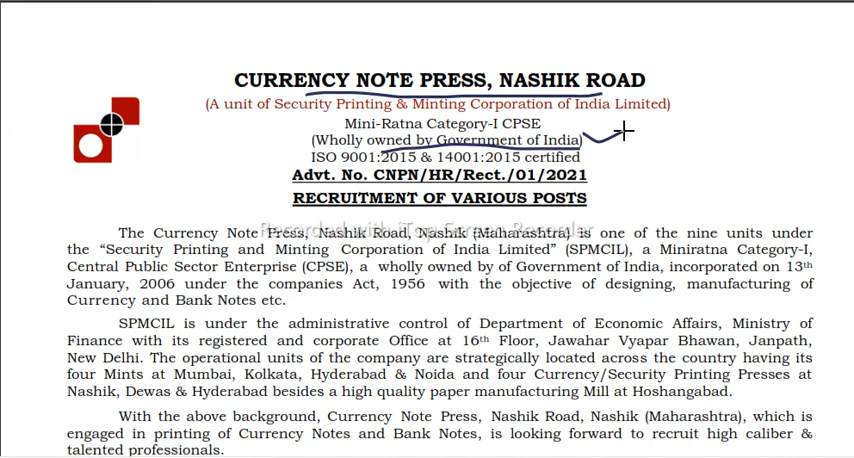 CURRENCY NOTE PRESS, NASHIK ROAD
(A unit of Security Printing & Minting Corporation of India Limited)
Mini-Ratna Category-I CPSE
(Wholly owned by Government of India)
ISO 9001:2015 & 14001:2015 certified
Advt. No. CNPN/HR/Rect./01/2021
RECRUITMENT OF VARIOUS POSTS
Recorded with iTop Screen Recorder
The Currency Note Press, Nashik Road, Nashik (Maharashtra) is one of the nine units under
the “Security Printing and Minting Corporation of India Limited” (SPMCIL), a Miniratna Category-I,
Central Public Sector Enterprise (CPSE), a wholly owned by of Government of India, incorporated on 13th
January, 2006 under the companies Act, 1956 with the objective of designing, manufacturing of
Currency and Bank Notes etc.
SPMCIL is under the administrative control of Department of Economic Affairs, Ministry of
Finance with its registered and corporate Office at 16th Floor, Jawahar Vyapar Bhawan, Janpath,
New Delhi. The operational units of the company are strategically located across the country having its
four Mints at Mumbai, Kolkata, Hyderabad & Noida and four Currency/Security Printing Presses at
Nashik, Dewas & Hyderabad besides a high quality paper manufacturing Mill at Hoshangabad.
With the above background, Currency Note Press, Nashik Road, Nashik (Maharashtra), which is
engaged in printing of Currency Notes and Bank Notes, is looking forward to recruit high caliber &
talented professionals.